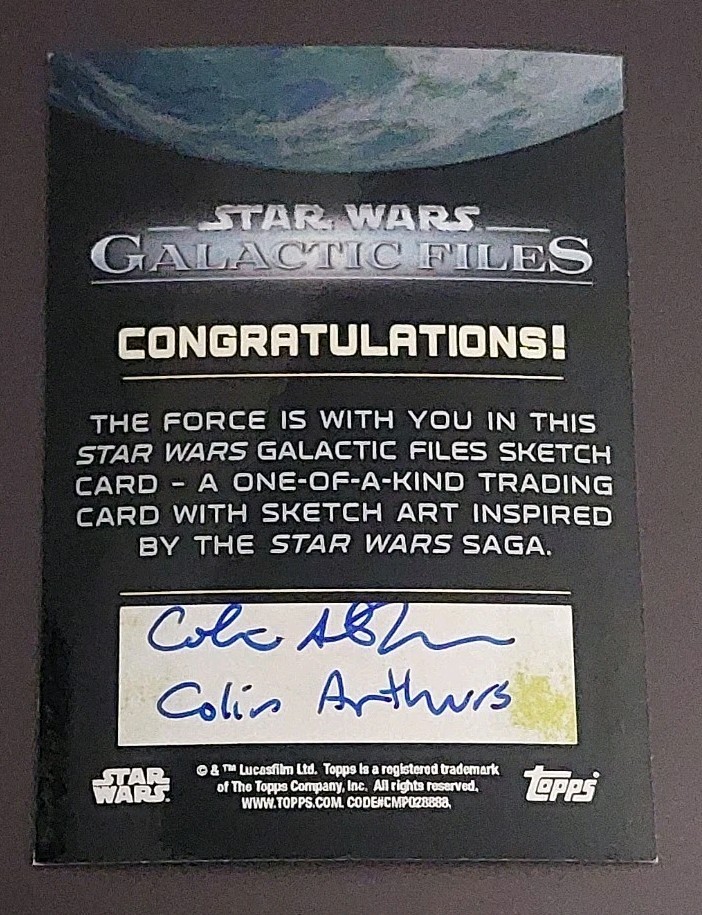 STAR WARS
GALACTIC FILES
CONGRATULATIONS!
THE FORCE IS WITH YOU IN THIS
STAR WARS GALACTIC FILES SKETCH
CARD – A ONE-OF-A-KIND TRADING
CARD WITH SKETCH ART INSPIRED
BY THE STAR WARS SAGA.
Colin Arthurs
STAR
WARS.
© & ™ Lucasfilm Ltd. Topps is a registered trademark
of The Topps Company, Inc. All rights reserved.
WWW.TOPPS.COM. CODE#CMP028888.
topps